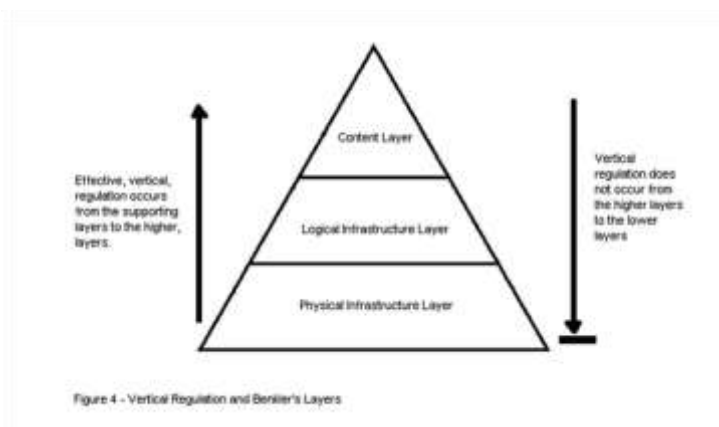 Content Layer
Effective, vertical,
regulation occurs
from the supporting
layers to the higher,
layers.
Vertical
regulation does
not occur from
the higher layers
to the lower
layers
Logical Infrastructure Layer
Physical Infrastructure Layer
Figure 4 - Vertical Regulation and Benkler's Layers